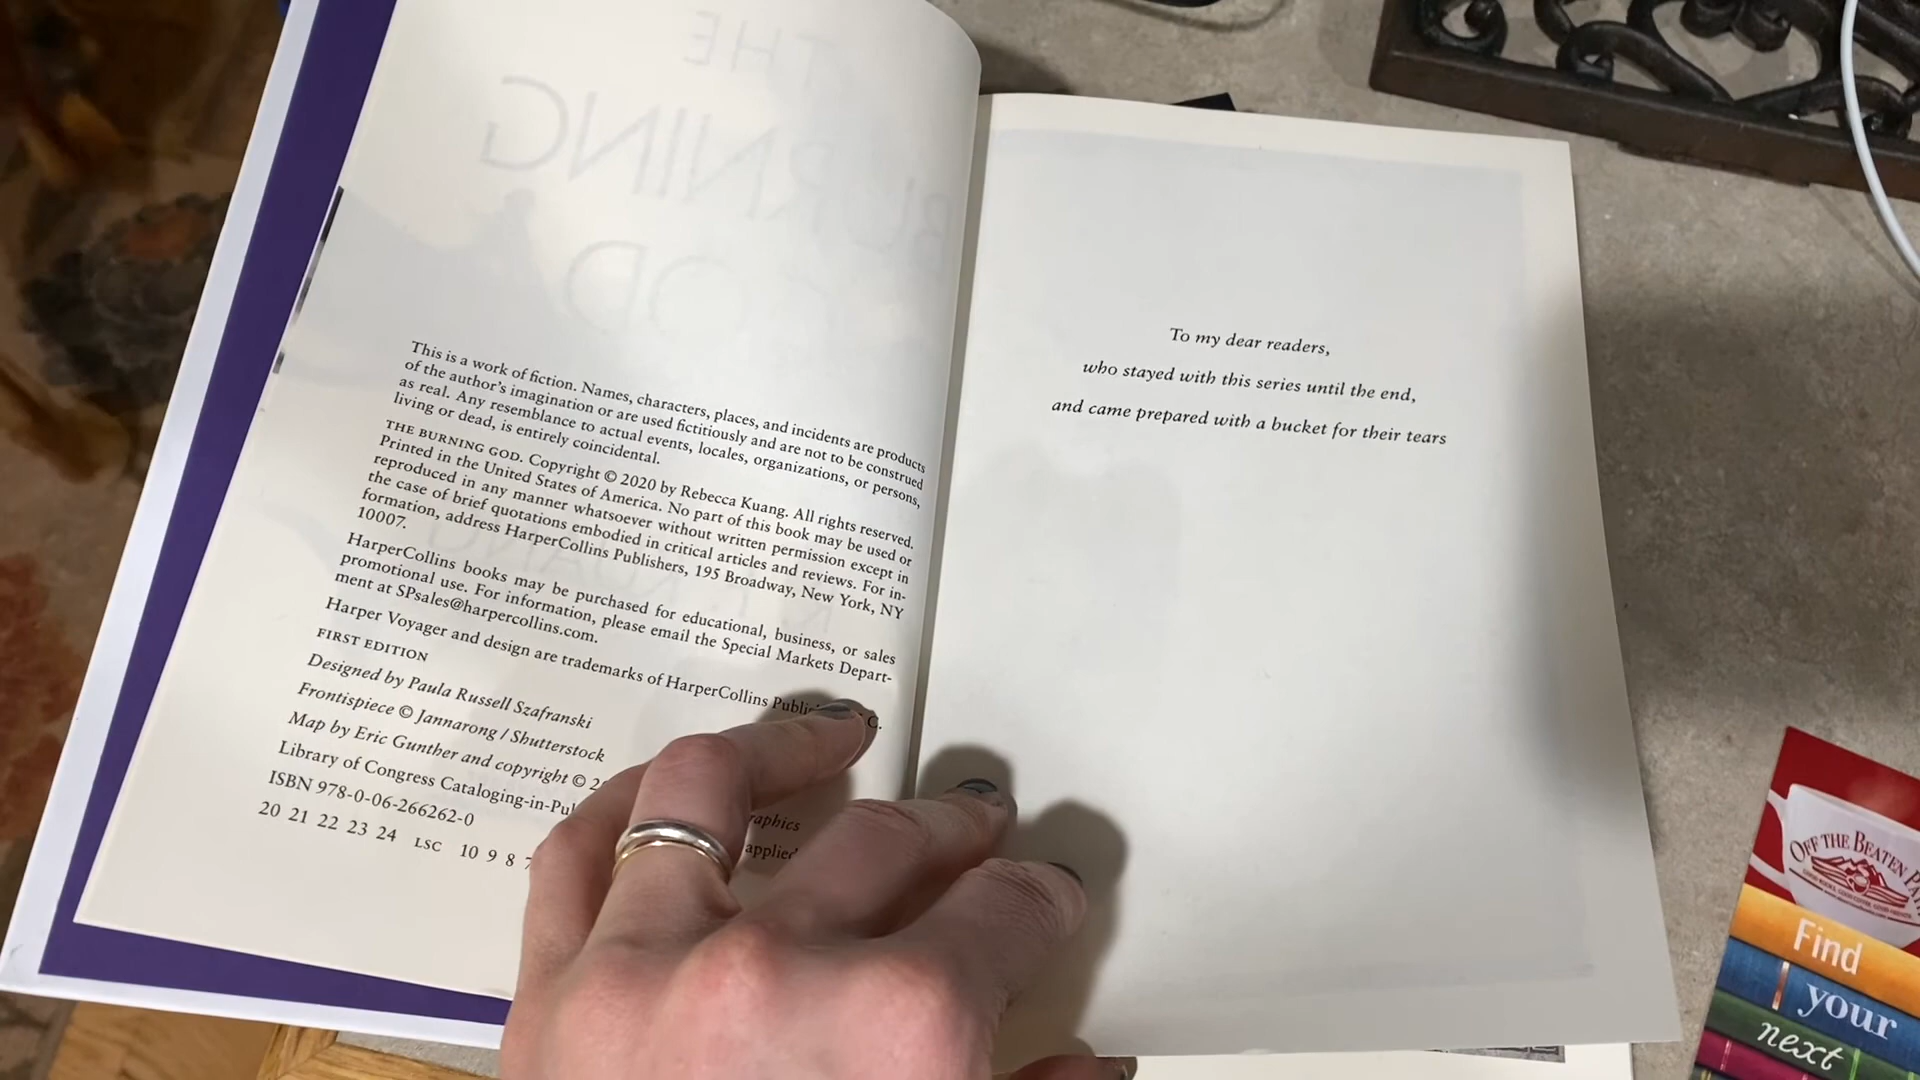 THE
BURNING
GOD
This is a work of fiction. Names, characters, places, and incidents are products
of the author's imagination or are used fictitiously and are not to be construed
as real. Any resemblance to actual events, locales, organizations, or persons,
living or dead, is entirely coincidental.
THE BURNING GOD. Copyright © 2020 by Rebecca Kuang. All rights reserved.
Printed in the United States of America. No part of this book may be used or
reproduced in any manner whatsoever without written permission except in
the case of brief quotations embodied in critical articles and reviews. For in-
formation, address HarperCollins Publishers, 195 Broadway, New York, NY
10007.
HarperCollins books may be purchased for educational, business, or sales
promotional use. For information, please email the Special Markets Depart-
ment at SPsales@harpercollins.com.
Harper Voyager and design are trademarks of HarperCollins
FIRST EDITION
Designed by Paula Russell Szafranski
Frontispiece © Jannarong / Shutterstock
Map by Eric Gunther and copyright ©
Library of Congress Cataloging-in-
ISBN 978-0-06-266262-0
20 21 22 23 24 LSC 10 9 8 7
To my dear readers,
who stayed with this series until the end,
and came prepared with a bucket for their tears
OFF THE BEATEN
Find
your
next